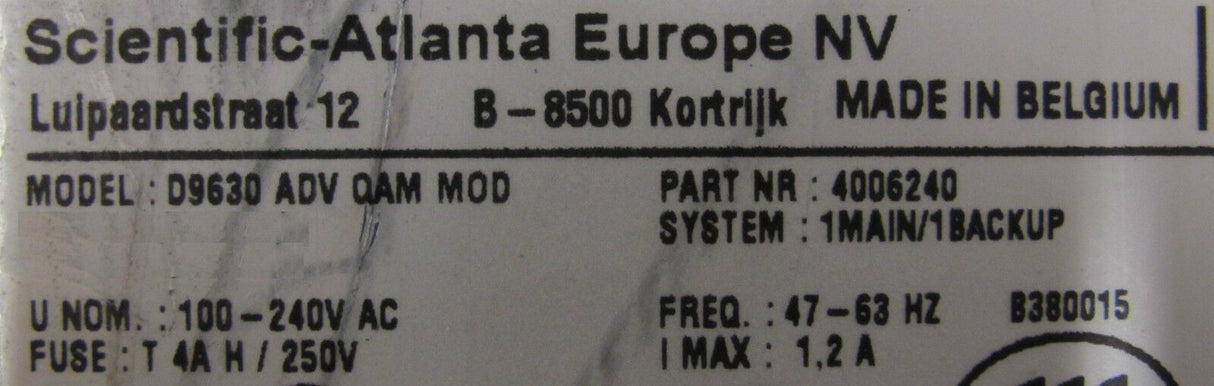 Scientific-Atlanta Europe NV
Luipaardstraat 12 B-8500 Kortrijk MADE IN BELGIUM
MODEL : D9630 ADV QAM MOD PART NR : 4006240
SYSTEM : 1MAIN/1BACKUP
U NOM. : 100-240V AC FREQ. : 47-63 HZ B380015
FUSE : T 4A H / 250V I MAX : 1,2 A